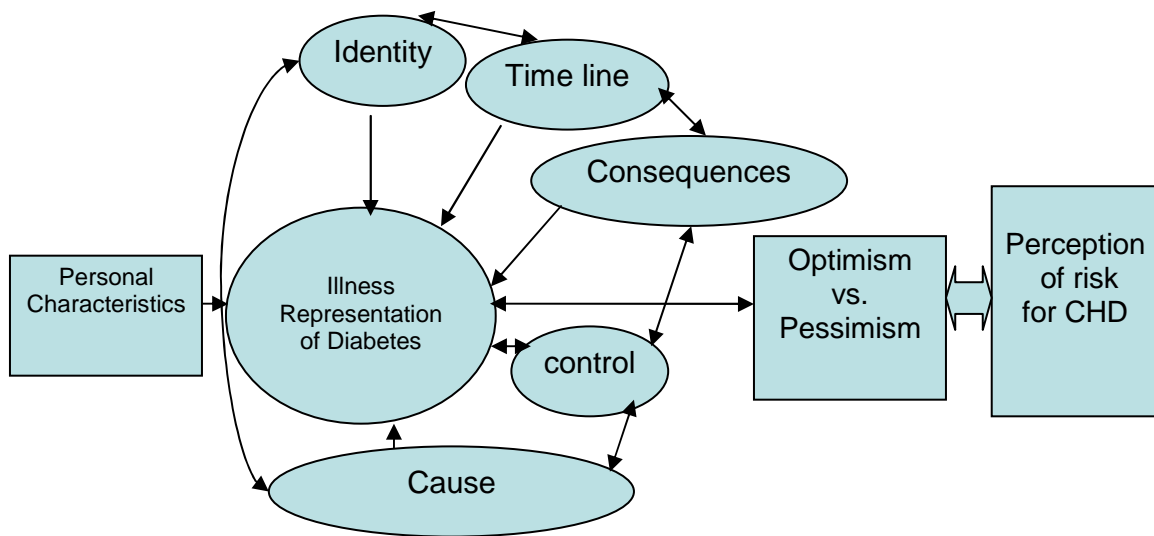 Identity
Time line
Consequences
Personal
Characteristics
Illness
Representation
of Diabetes
Optimism
vs.
Pessimism
Perception
of risk
for CHD
control
Cause